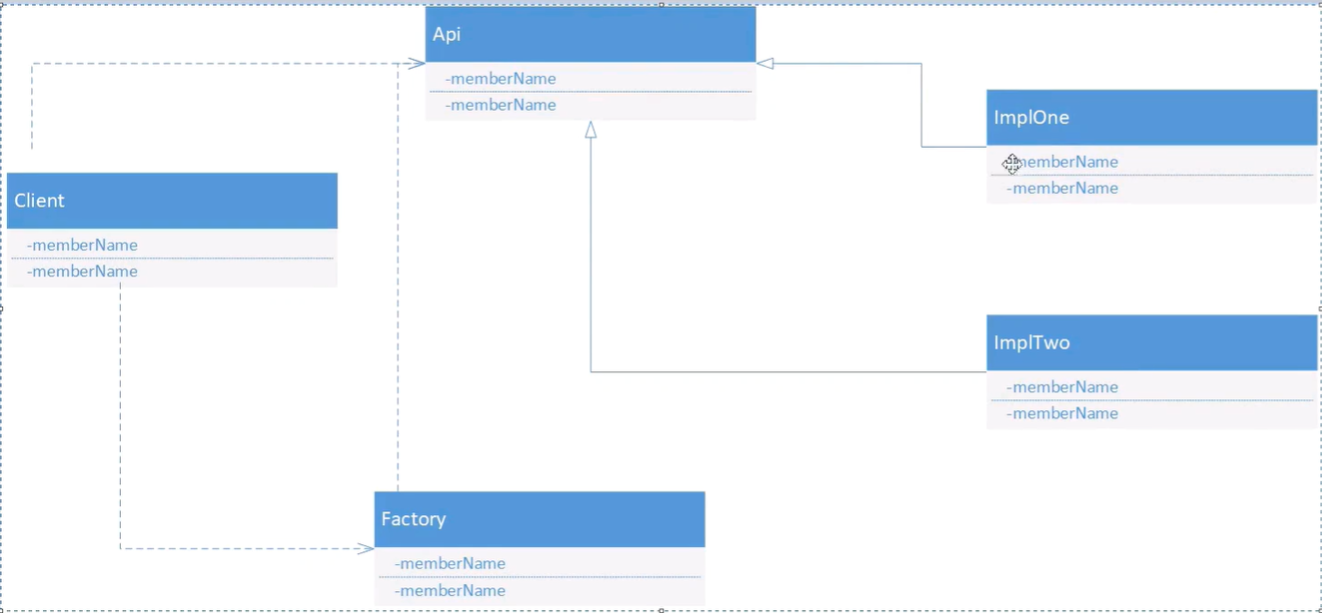 Api
-memberName
-memberName
ImplOne
memberName
-memberName
Client
-memberName
-memberName
ImplTwo
-memberName
-memberName
Factory
-memberName
-memberName